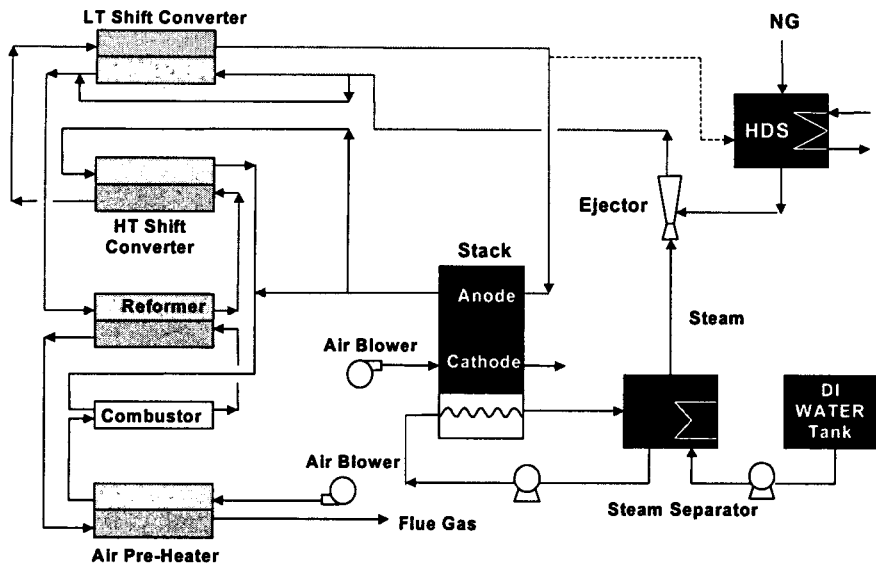 LT Shift Converter
NG
HDS
HT Shift
Converter
Ejector
Stack
Reformer
Anode
Steam
Air Blower
Cathode
Combustor
DI
WATER
Tank
Air Blower
Steam Separator
Flue Gas
Air Pre-Heater